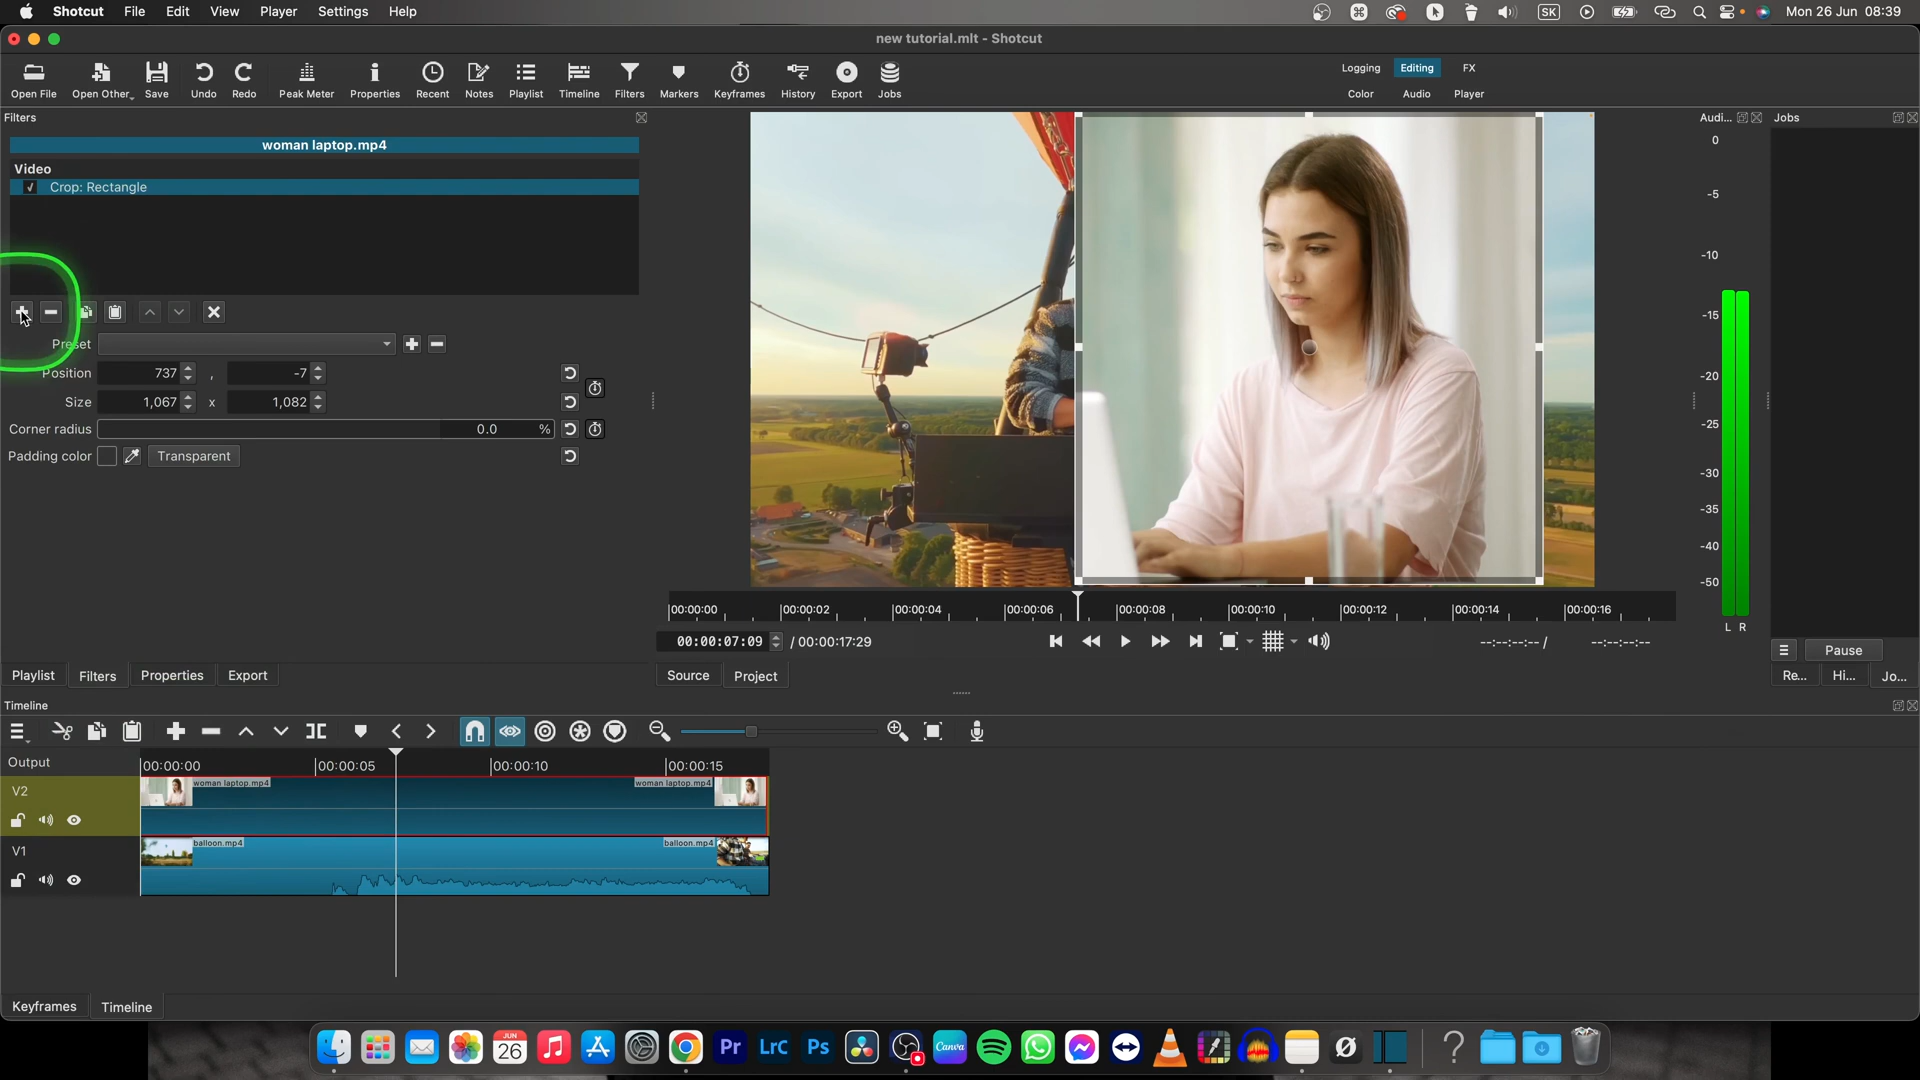 Shotcut File Edit View Player Settings Help SK Mon 26 Jun 08:39
new tutorial.mlt - Shotcut
Open File Open Other... Save Undo Redo Peak Meter Properties Recent Notes Playlist Timeline Filters Markers Keyframes History Export Jobs
Logging Editing FX
Color Audio Player
Filters
Audi... Jobs
woman laptop.mp4
Video
Crop: Rectangle
Preset
Position 737 , -7
Size 1,067 x 1,082
Corner radius 0.0 %
Padding color Transparent
0
-5
-10
-15
-20
-25
-30
-35
-40
-45
-50
L R
00:00:00 00:00:02 00:00:04 00:00:06 00:00:08 00:00:10 00:00:12 00:00:14 00:00:16
00:00:07:09 / 00:00:17:29 --:--:--:-- / --:--:--:--
Pause
Playlist Filters Properties Export
Source Project
Re... Hi... Jo...
Timeline
Output 00:00:00 00:00:05 00:00:10 00:00:15
V2
woman laptop.mp4 woman laptop.mp4
V1
balloon.mp4 balloon.mp4
Keyframes Timeline
JUN
26
Pr LrC Ps Canva